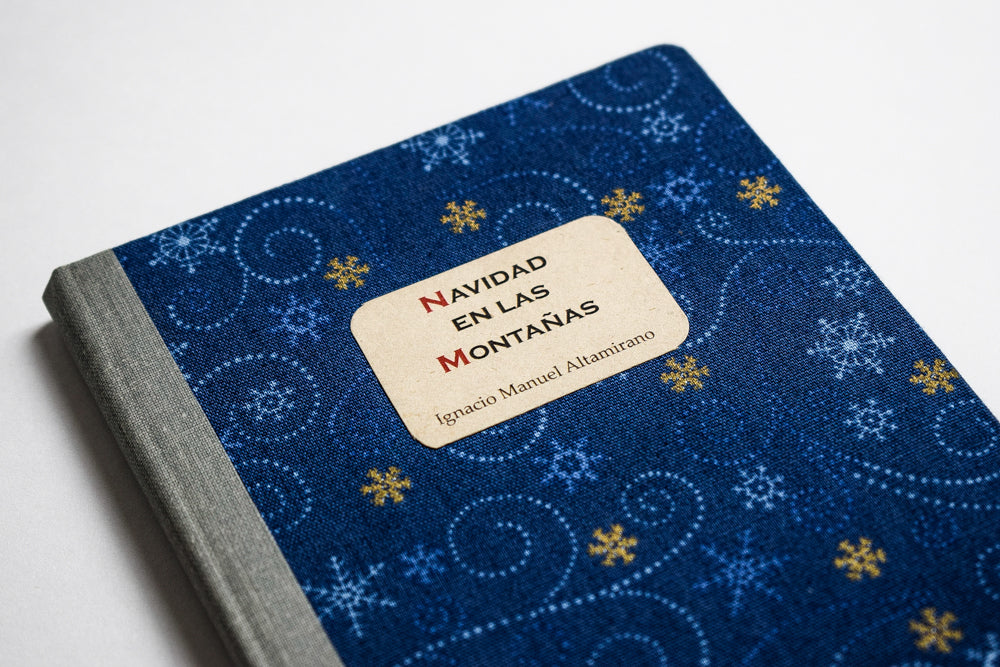 NAVIDAD
EN LAS
MONTAÑAS
Ignacio Manuel Altamirano